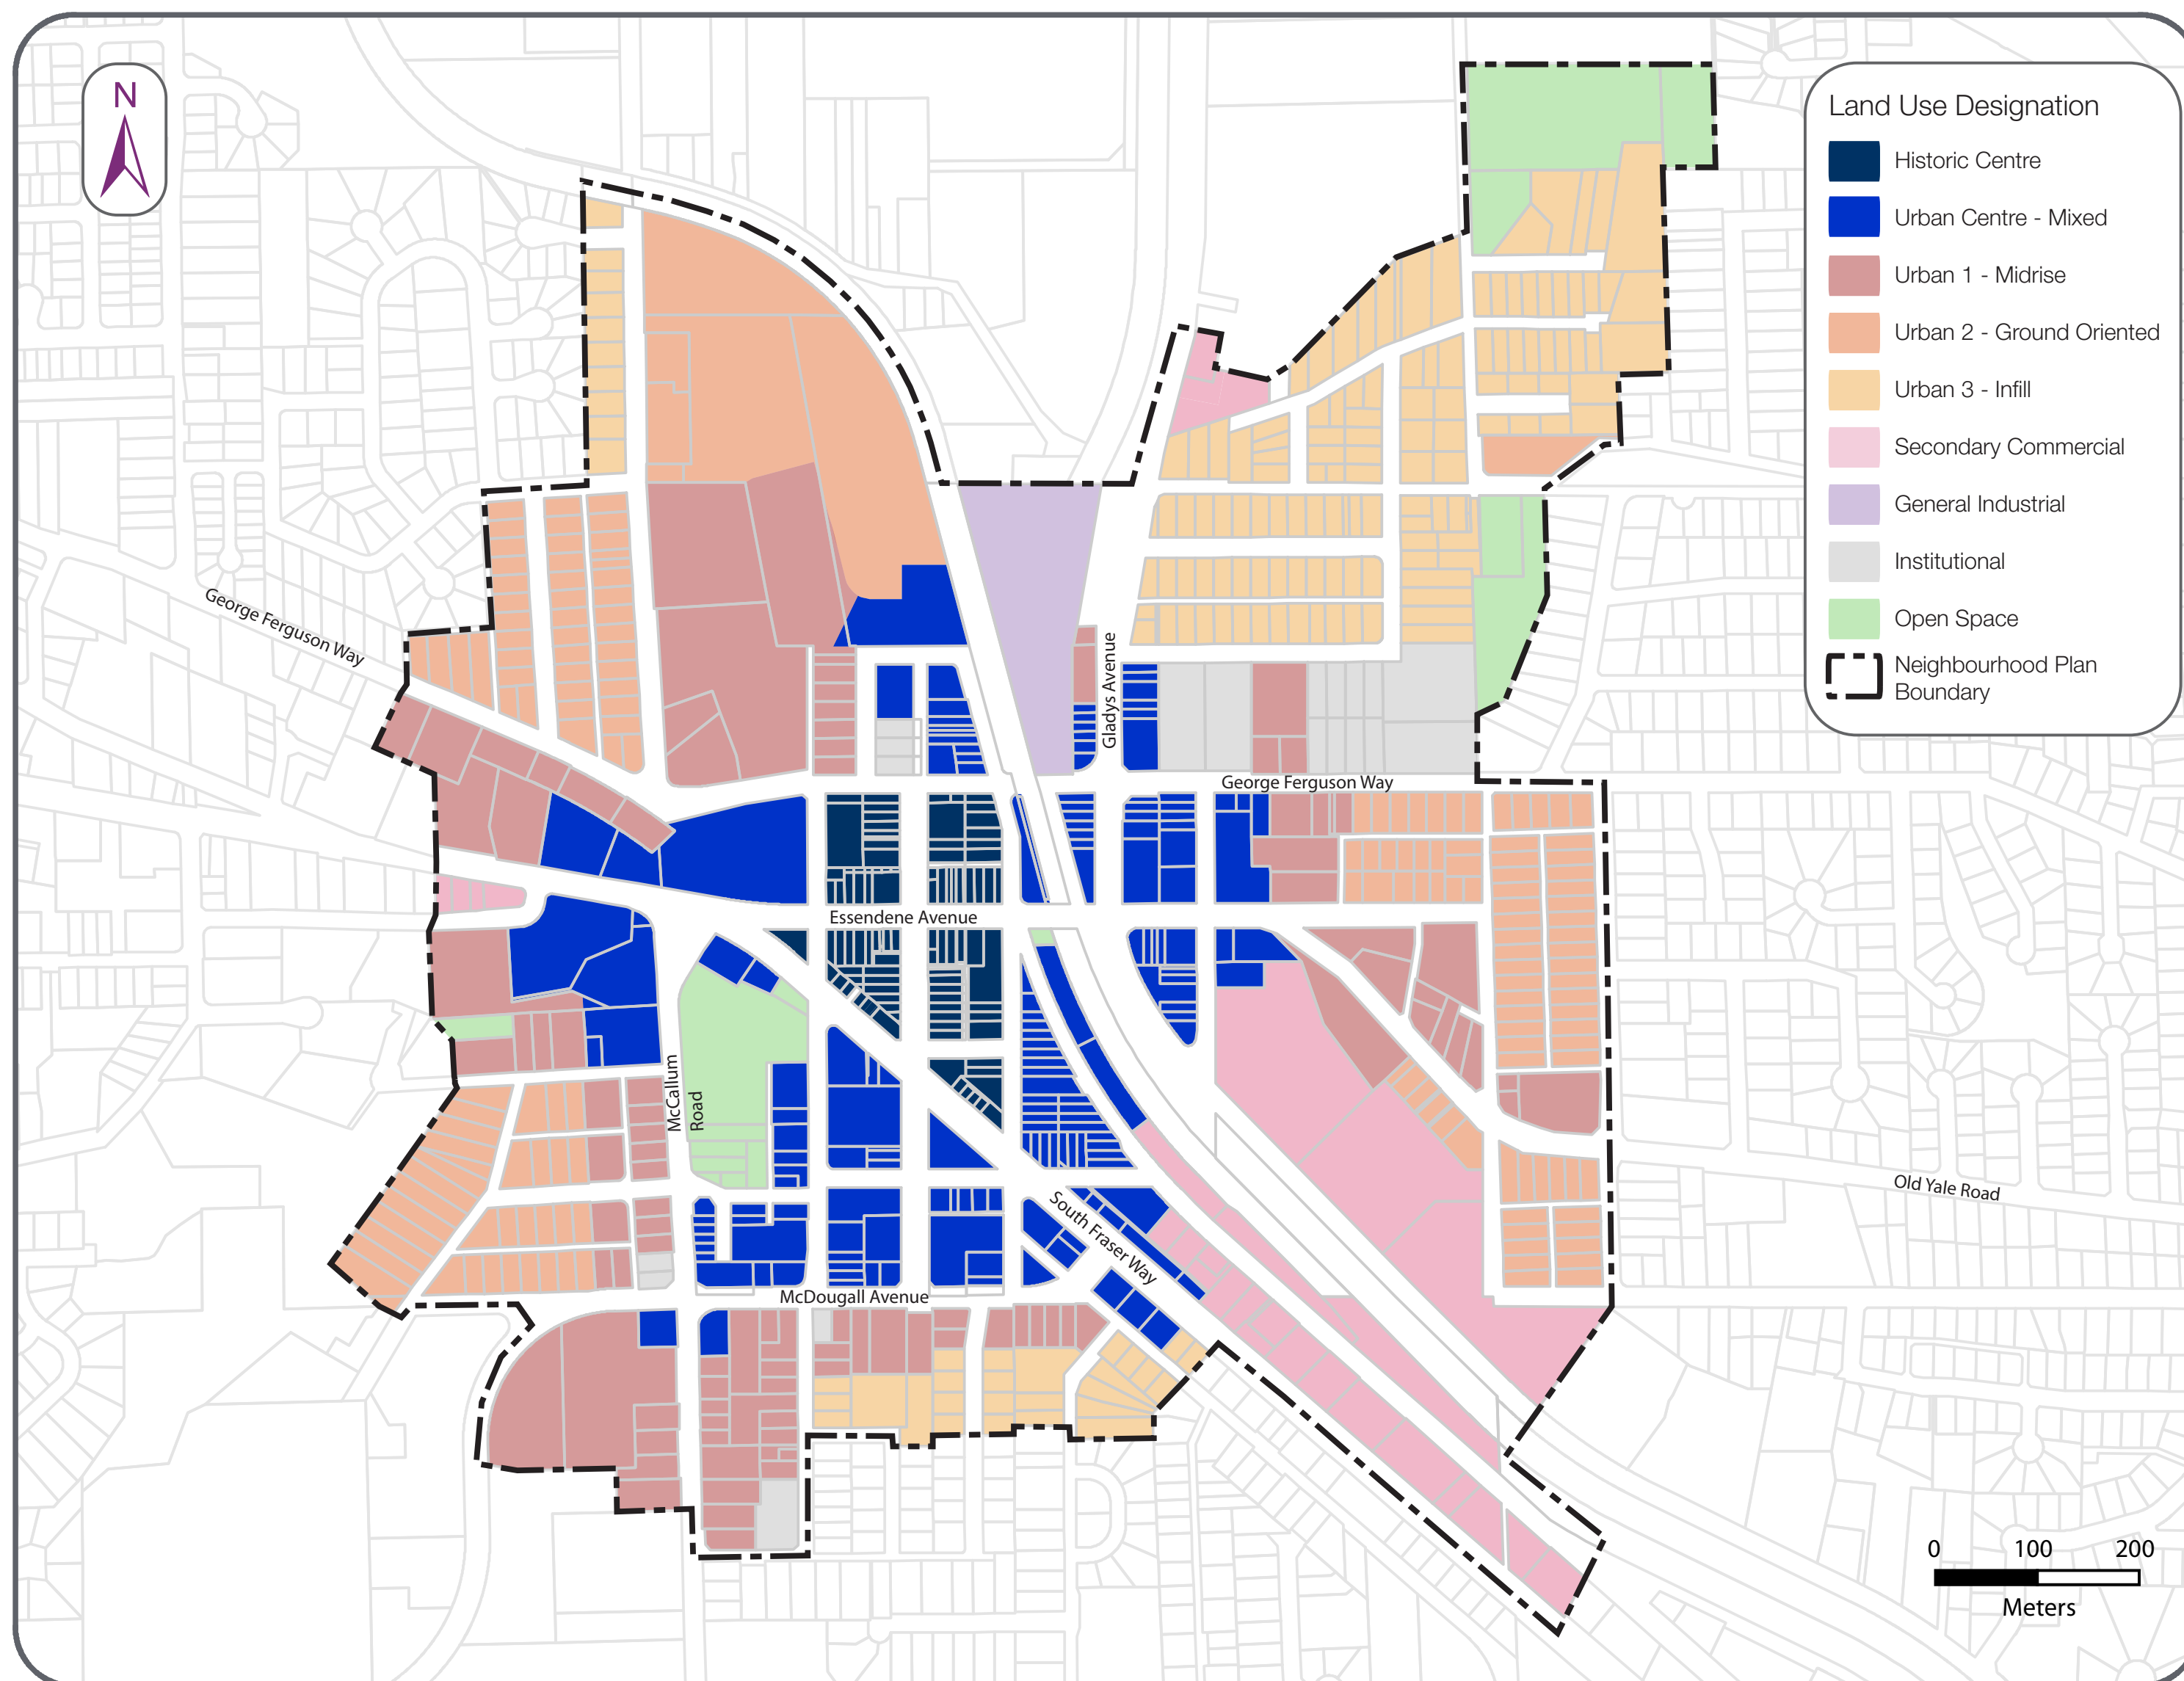 N
Land Use Designation
Historic Centre
Urban Centre - Mixed
Urban 1 - Midrise
Urban 2 - Ground Oriented
Urban 3 - Infill
Secondary Commercial
General Industrial
Institutional
Open Space
Neighbourhood Plan
Boundary
George Ferguson Way
Gladys Avenue
George Ferguson Way
Essendene Avenue
McCallum
Road
South Fraser Way
Old Yale Road
McDougall Avenue
0 100 200
Meters